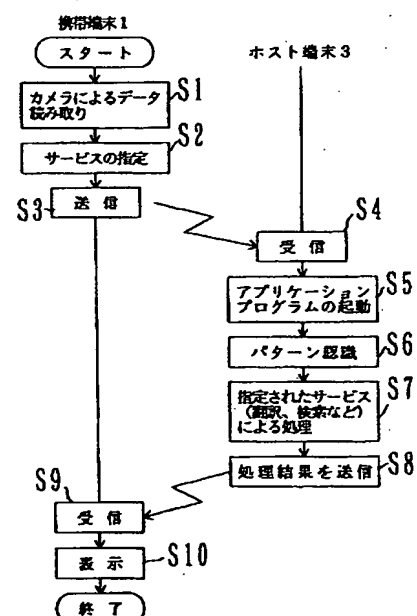 携帯端末1
スタート
ホスト端末3
カメラによるデータ
読み取り
S1
サービスの指定
S2
送信
S3
受信
S4
アプリケーション
プログラムの起動
S5
パターン認識
S6
指定されたサービス
(翻訳、検索など)
による処理
S7
処理結果を送信
S8
S9
受信
表示
S10
終了